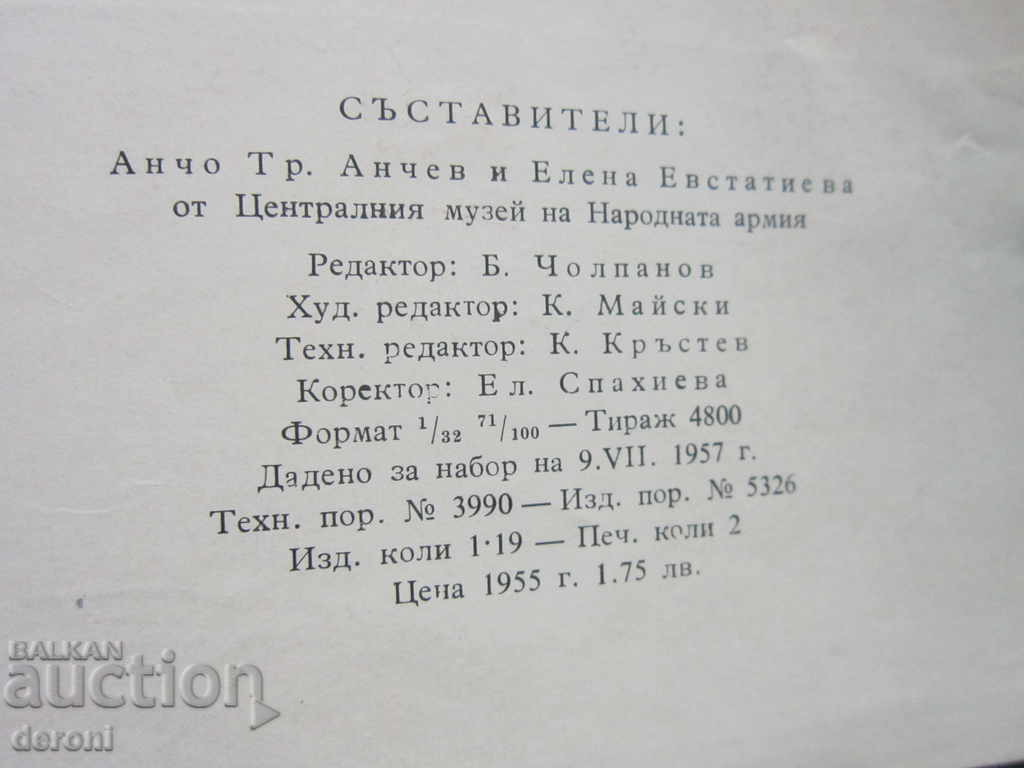 СЪСТАВИТЕЛИ:
Анчо Тр. Анчев и Елена Евстатиева
от Централния музей на Народната армия
Редактор: Б. Чолпанов
Худ. редактор: К. Майски
Техн. редактор: К. Кръстев
Коректор: Ел. Спахиева
Формат 1/32 71/100 — Тираж 4800
Дадено за набор на 9.VII. 1957 г.
Техн. пор. № 3990 — Изд. пор. № 5326
Изд. коли 1·19 — Печ. коли 2
Цена 1955 г. 1.75 лв.
BALKAN
auction
deroni